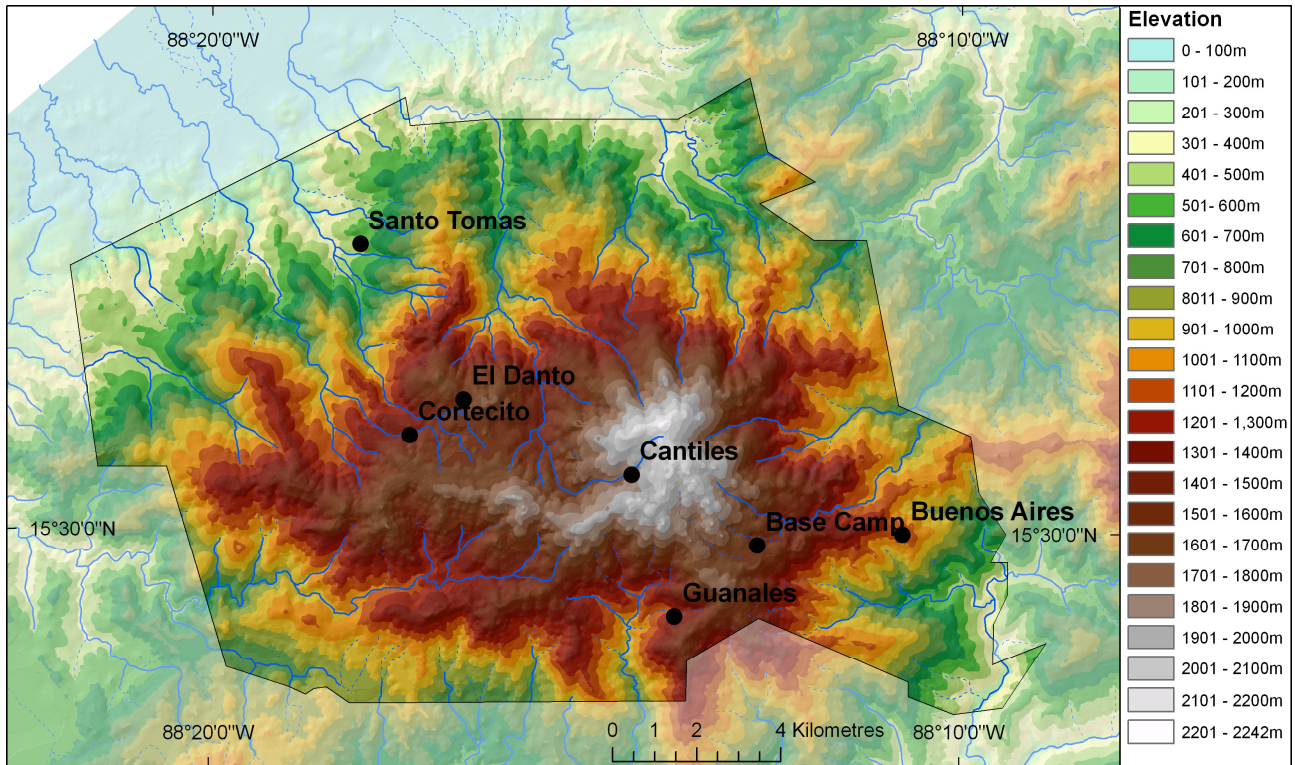 88°20'0"W
88°10'0"W
Santo Tomas
El Danto
Cortecito
Cantiles
Base Camp
Buenos Aires
15°30'0"N
15°30'0"N
Guanales
88°20'0"W
88°10'0"W
0 1 2 4 Kilometres
Elevation
0 - 100m
101 - 200m
201 - 300m
301 - 400m
401 - 500m
501- 600m
601 - 700m
701 - 800m
8011 - 900m
901 - 1000m
1001 - 1100m
1101 - 1200m
1201 - 1,300m
1301 - 1400m
1401 - 1500m
1501 - 1600m
1601 - 1700m
1701 - 1800m
1801 - 1900m
1901 - 2000m
2001 - 2100m
2101 - 2200m
2201 - 2242m